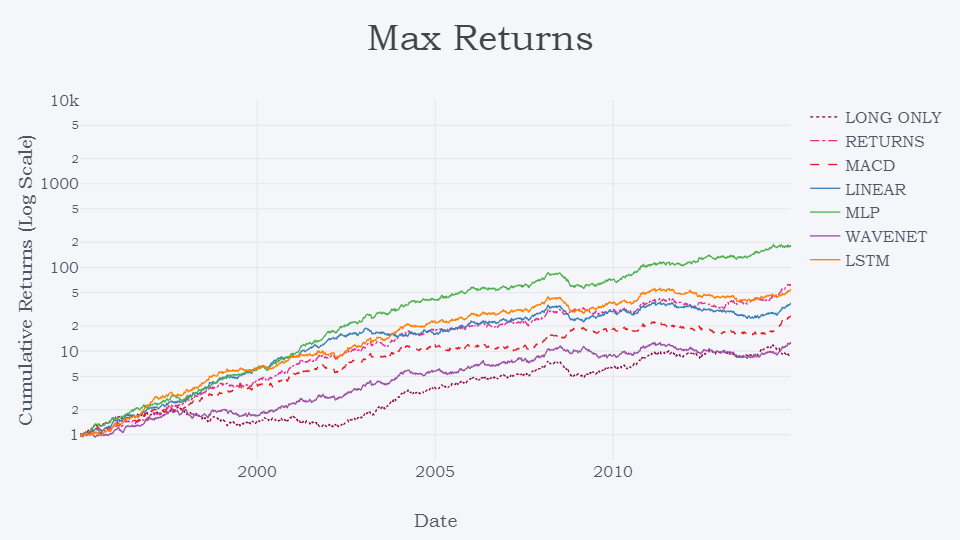 Max Returns
Cumulative Returns (Log Scale)
10k
5
2
1000
5
2
100
5
2
10
5
2
1
2000
2005
2010
Date
LONG ONLY
RETURNS
MACD
LINEAR
MLP
WAVENET
LSTM